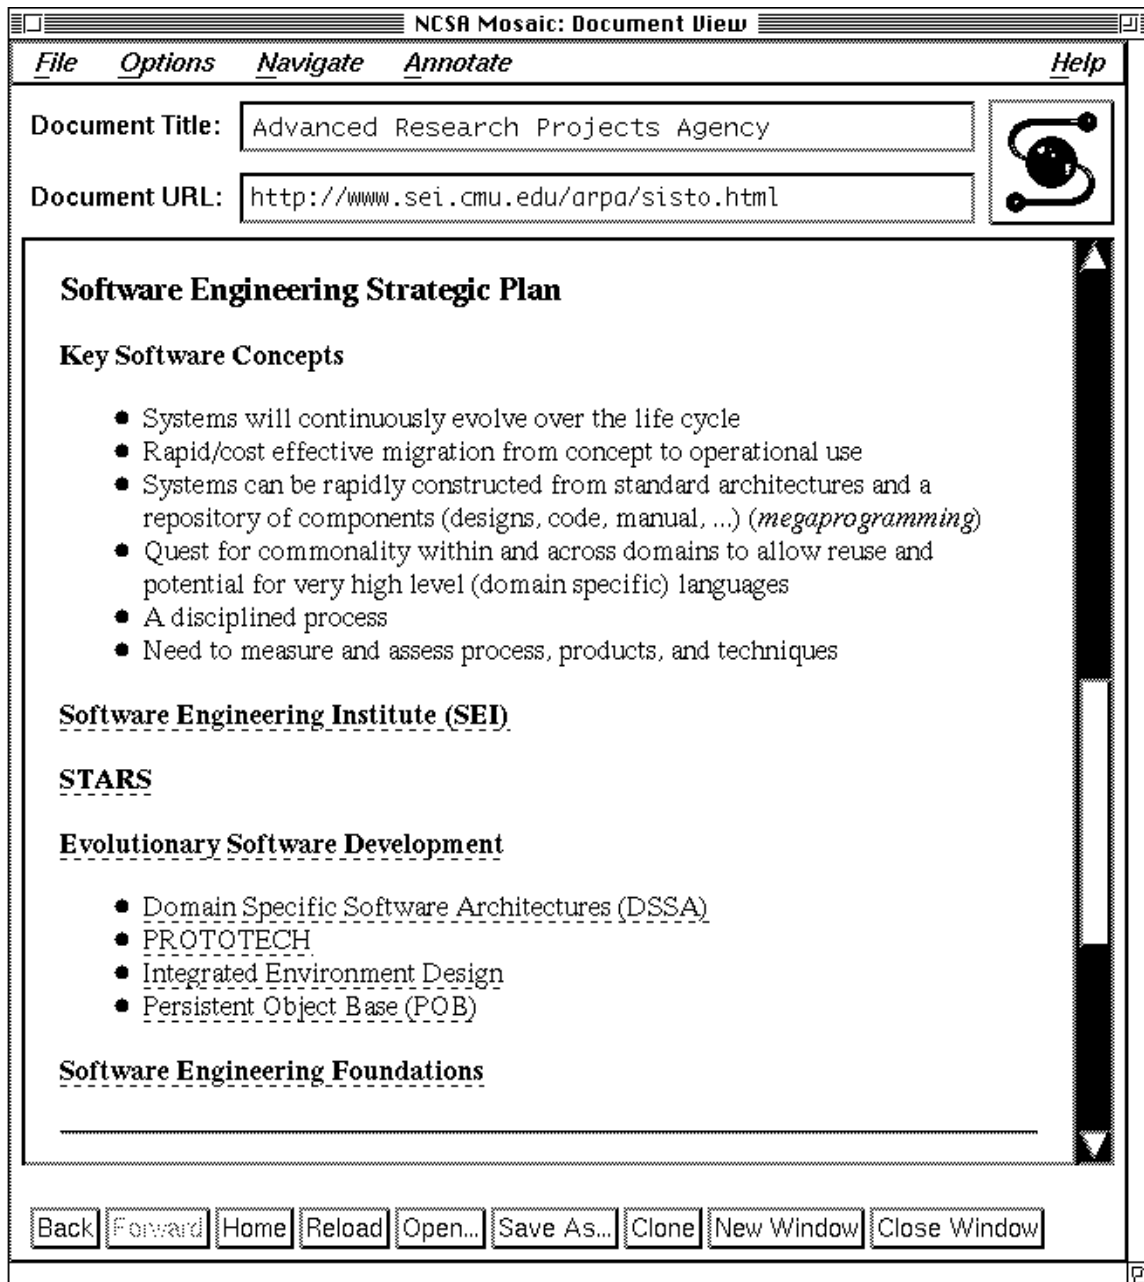 NCSA Mosaic: Document View
File Options Navigate Annotate Help
Document Title: Advanced Research Projects Agency
Document URL: http://www.sei.cmu.edu/arpa/sisto.html
Software Engineering Strategic Plan
Key Software Concepts
● Systems will continuously evolve over the life cycle
● Rapid/cost effective migration from concept to operational use
● Systems can be rapidly constructed from standard architectures and a
repository of components (designs, code, manual, ...) (megaprogramming)
● Quest for commonality within and across domains to allow reuse and
potential for very high level (domain specific) languages
● A disciplined process
● Need to measure and assess process, products, and techniques
Software Engineering Institute (SEI)
STARS
Evolutionary Software Development
● Domain Specific Software Architectures (DSSA)
● PROTOTECH
● Integrated Environment Design
● Persistent Object Base (POB)
Software Engineering Foundations
Back Forward Home Reload Open... Save As... Clone New Window Close Window